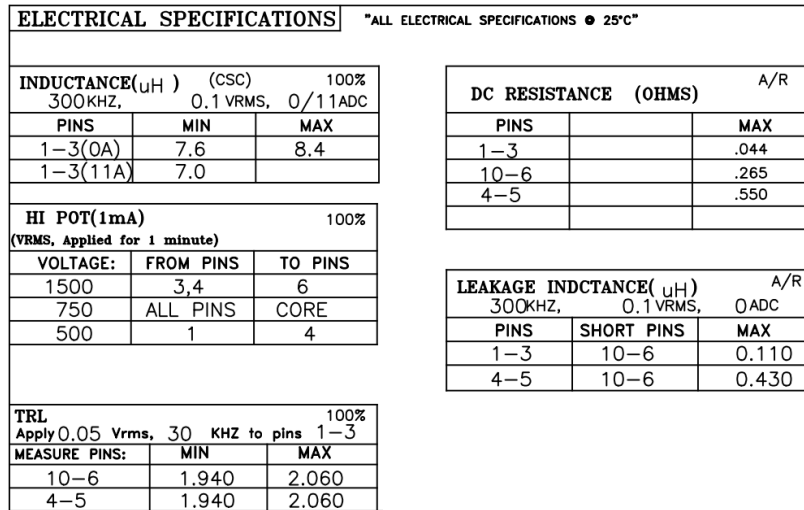 ELECTRICAL SPECIFICATIONS "ALL ELECTRICAL SPECIFICATIONS @ 25°C"
INDUCTANCE(uH ) (CSC) 100%
300KHZ, 0.1 VRMS, 0/11ADC
PINS MIN MAX
1-3(0A) 7.6 8.4
1-3(11A) 7.0
HI POT(1mA) 100%
(VRMS, Applied for 1 minute)
VOLTAGE: FROM PINS TO PINS
1500 3,4 6
750 ALL PINS CORE
500 1 4
TRL 100%
Apply 0.05 Vrms, 30 KHZ to pins 1-3
MEASURE PINS: MIN MAX
10-6 1.940 2.060
4-5 1.940 2.060
DC RESISTANCE (OHMS) A/R
PINS MAX
1-3 .044
10-6 .265
4-5 .550
LEAKAGE INDCTANCE( uH ) A/R
300KHZ, 0.1 VRMS, 0ADC
PINS SHORT PINS MAX
1-3 10-6 0.110
4-5 10-6 0.430